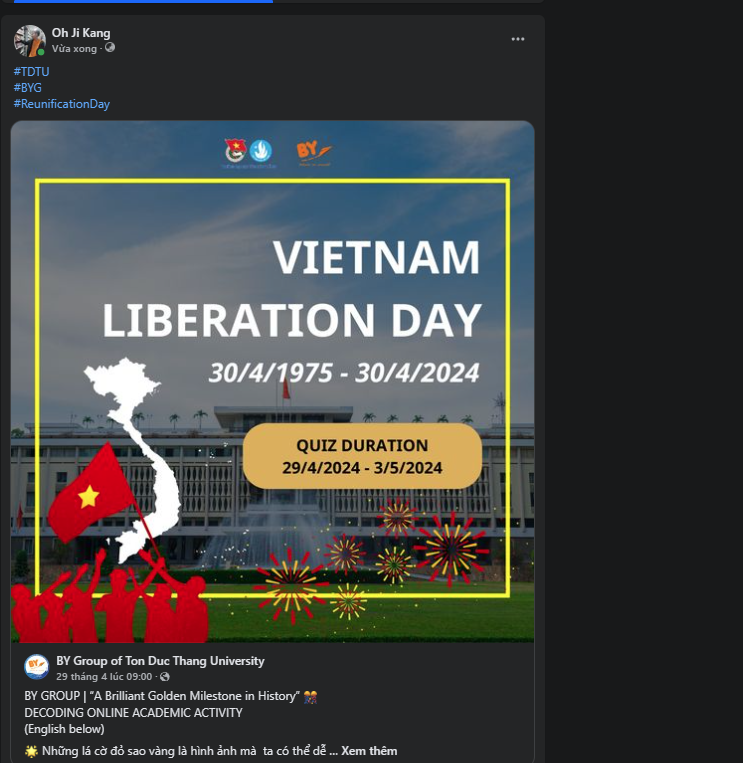 Oh Ji Kang
Vừa xong ·
#TDTU
#BYG
#ReunificationDay
BY
VIETNAM
LIBERATION DAY
30/4/1975 - 30/4/2024
QUIZ DURATION
29/4/2024 - 3/5/2024
BY Group of Ton Duc Thang University
29 tháng 4 lúc 09:00 ·
BY GROUP | “A Brilliant Golden Milestone in History” 🎊
DECODING ONLINE ACADEMIC ACTIVITY
(English below)
🌟 Những lá cờ đỏ sao vàng là hình ảnh mà ta có thể dễ ... Xem thêm